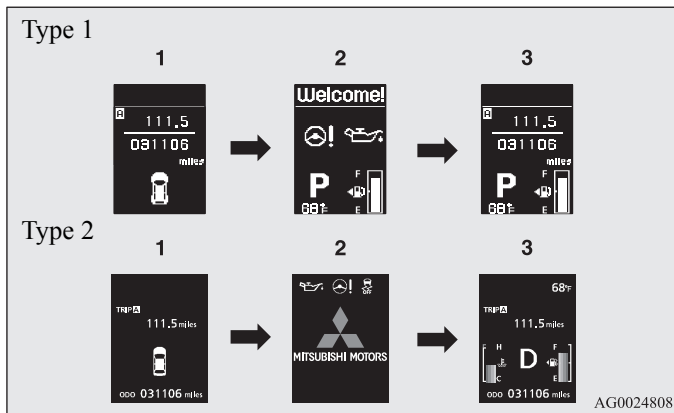 Type 1
1 2 3
A 111.5
031106
miles
Welcome!
P F
68°F E
A 111.5
031106
miles
P F
68°F E
Type 2
1 2 3
TRIP A
111.5 miles
ODO 031106 miles
OFF
MITSUBISHI MOTORS
68°F
TRIP A
111.5 miles
H D F
C E
ODO 031106 miles
AG0024808